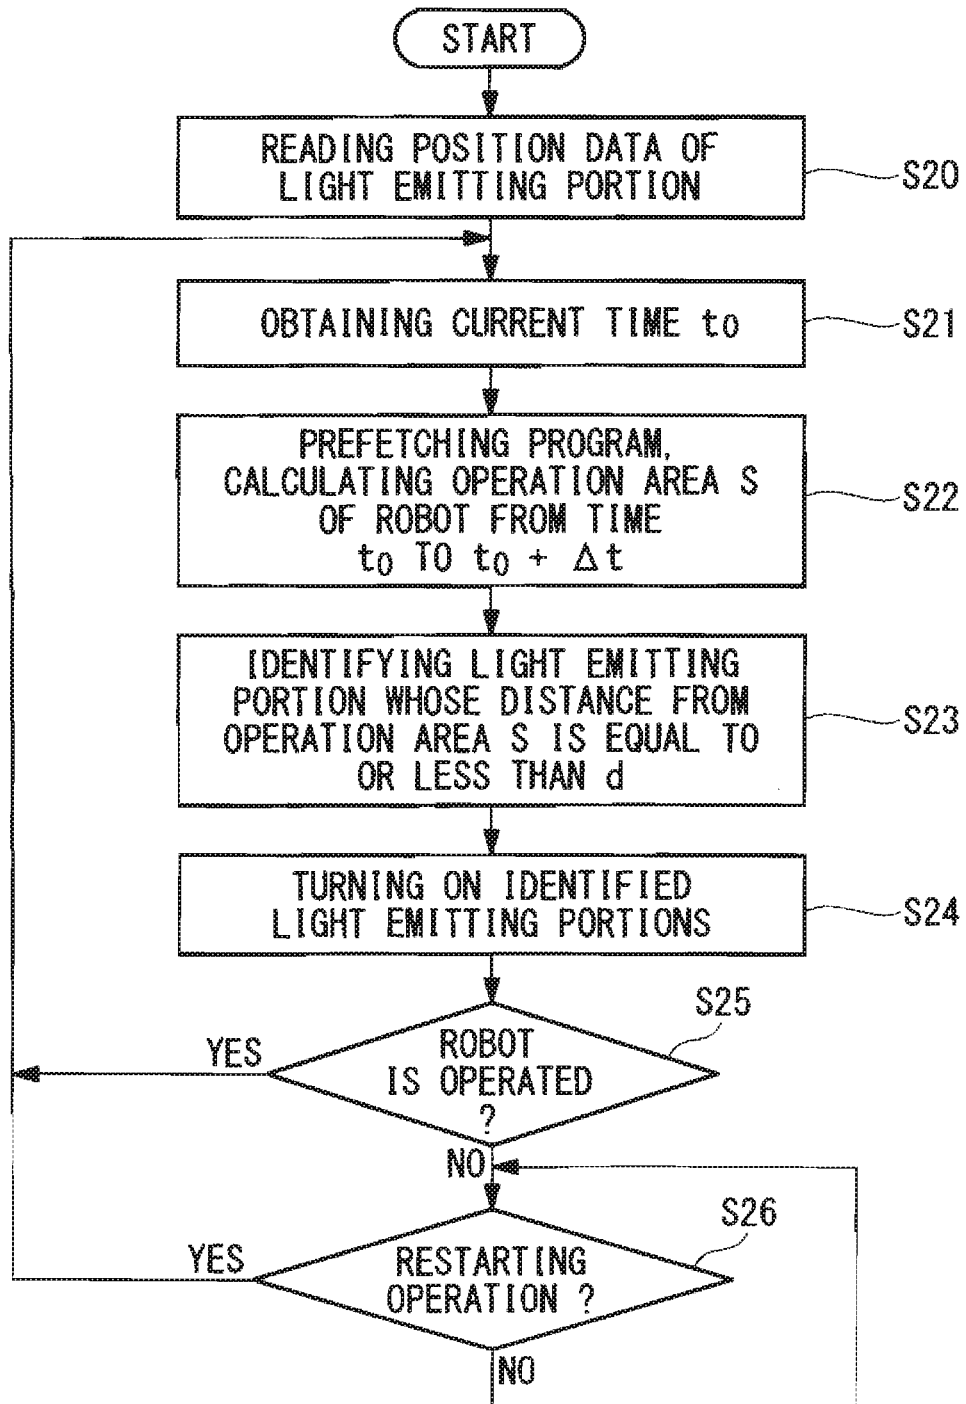 START
READING POSITION DATA OF
LIGHT EMITTING PORTION
S20
OBTAINING CURRENT TIME t0
S21
PREFETCHING PROGRAM,
CALCULATING OPERATION AREA S
OF ROBOT FROM TIME
t0 TO t0 + Δt
S22
IDENTIFYING LIGHT EMITTING
PORTION WHOSE DISTANCE FROM
OPERATION AREA S IS EQUAL TO
OR LESS THAN d
S23
TURNING ON IDENTIFIED
LIGHT EMITTING PORTIONS
S24
S25
YES
ROBOT
IS OPERATED
?
NO
S26
YES
RESTARTING
OPERATION ?
NO